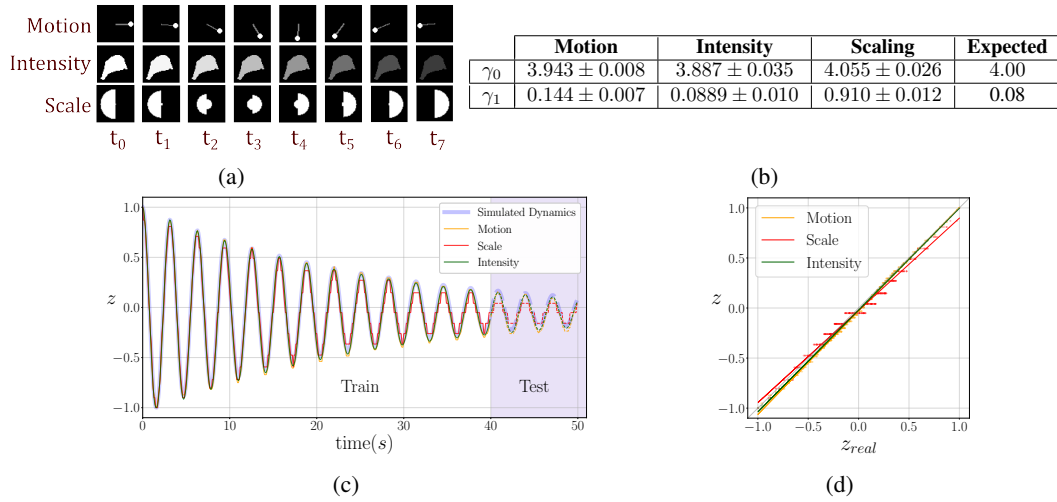 Motion
Intensity
Scale
t0 t1 t2 t3 t4 t5 t6 t7
(a)
Motion Intensity Scaling Expected
γ0 3.943 ± 0.008 3.887 ± 0.035 4.055 ± 0.026 4.00
γ1 0.144 ± 0.007 0.0889 ± 0.010 0.910 ± 0.012 0.08
(b)
1.0
0.5
0.0
−0.5
−1.0
z
Simulated Dynamics
Motion
Scale
Intensity
Train Test
0 10 20 30 40 50
time(s)
(c)
1.0
0.5
0.0
−0.5
−1.0
z
Motion
Scale
Intensity
−1.0 −0.5 0.0 0.5 1.0
zreal
(d)